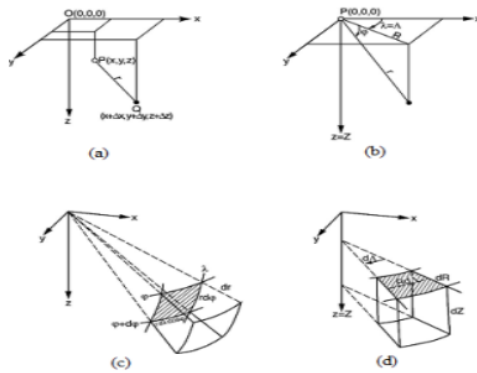 O(0,0,0)
x
y
P(x,y,z)
r
Q
z
(x+Δx,y+Δy,z+Δz)
(a)
P(0,0,0)
x
λ=Λ
φ
R
y
r
z=Z
(b)
x
y
λ
dr
z
φ
rdφ
φ+dφ
(c)
x
y
dΛ
dR
z=Z
dZ
(d)